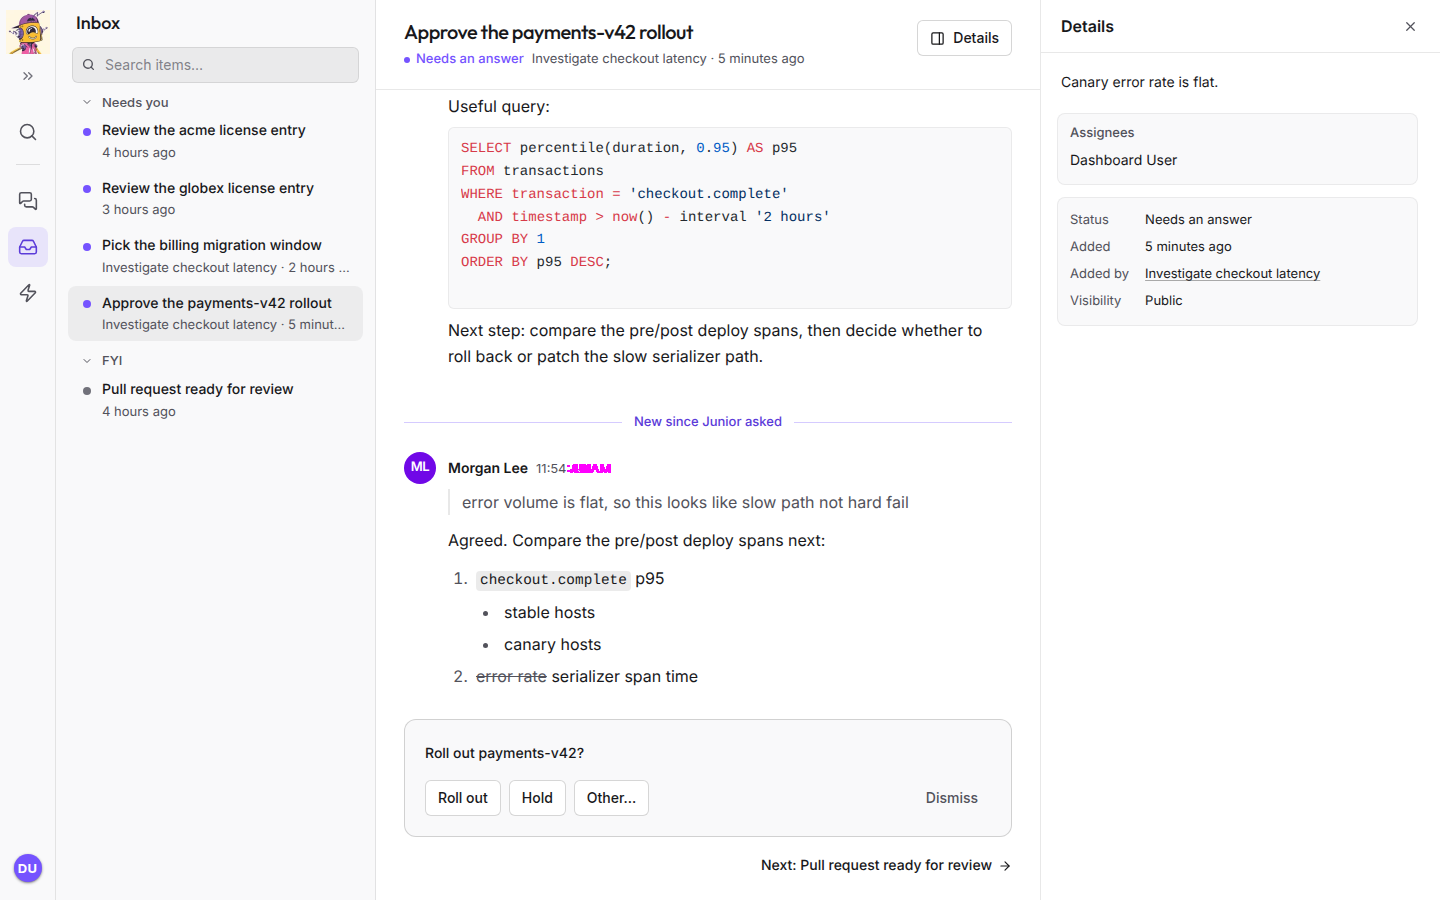 Inbox
Search items...
Needs you
Review the acme license entry
4 hours ago
Review the globex license entry
3 hours ago
Pick the billing migration window
Investigate checkout latency · 2 hours ...
Approve the payments-v42 rollout
Investigate checkout latency · 5 minut...
FYI
Pull request ready for review
4 hours ago
DU
Approve the payments-v42 rollout
Needs an answer Investigate checkout latency · 5 minutes ago
Details
Useful query:
SELECT percentile(duration, 0.95) AS p95
FROM transactions
WHERE transaction = 'checkout.complete'
AND timestamp > now() - interval '2 hours'
GROUP BY 1
ORDER BY p95 DESC;
Next step: compare the pre/post deploy spans, then decide whether to
roll back or patch the slow serializer path.
New since Junior asked
ML
Morgan Lee 11:54
error volume is flat, so this looks like slow path not hard fail
Agreed. Compare the pre/post deploy spans next:
1. checkout.complete p95
• stable hosts
• canary hosts
2. error rate serializer span time
Roll out payments-v42?
Roll out
Hold
Other...
Dismiss
Next: Pull request ready for review →
Details
Canary error rate is flat.
Assignees
Dashboard User
Status Needs an answer
Added 5 minutes ago
Added by Investigate checkout latency
Visibility Public